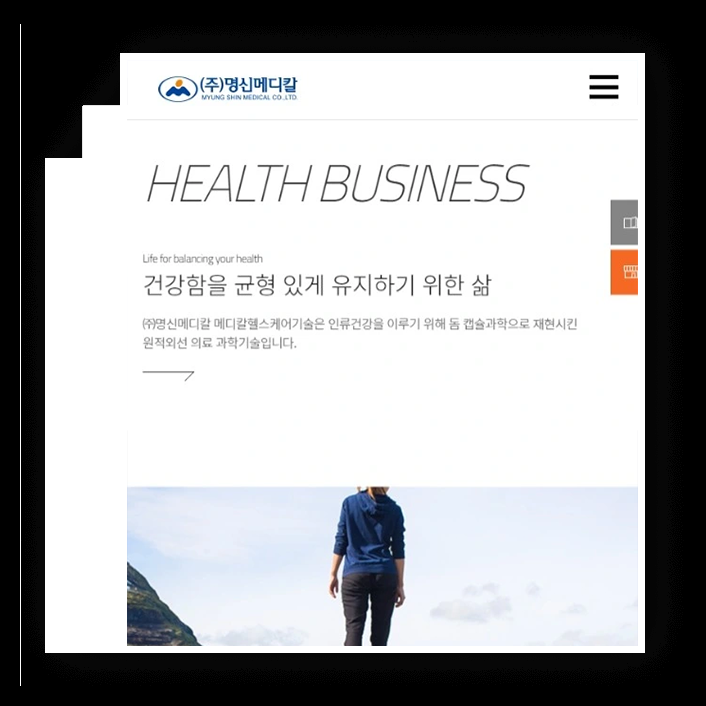 (주)명신메디칼
MYUNG SHIN MEDICAL CO.,LTD.
HEALTH BUSINESS
Life for balancing your health
건강함을 균형 있게 유지하기 위한 삶
㈜명신메디칼 메디칼헬스케어기술은 인류건강을 이루기 위해 돔 캡슐과학으로 재현시킨
원적외선 의료 과학기술입니다.